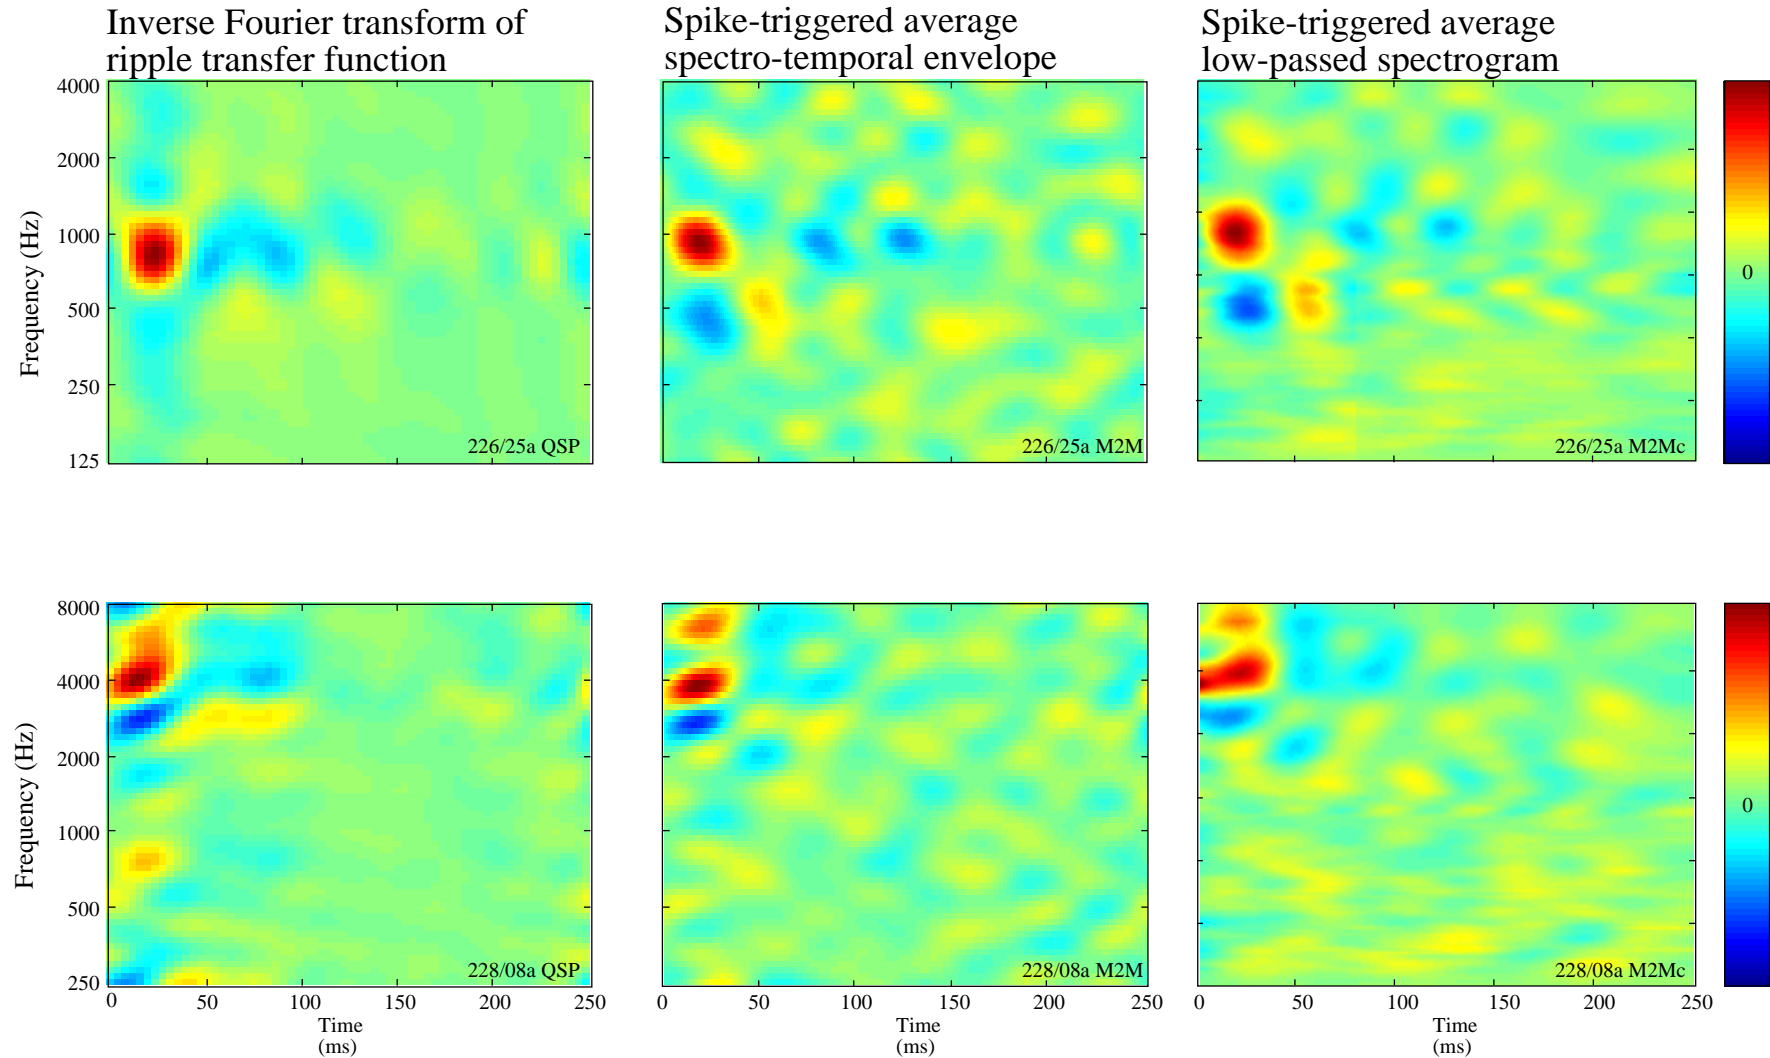 Inverse Fourier transform of
ripple transfer function
Spike-triggered average
spectro-temporal envelope
Spike-triggered average
low-passed spectrogram
Frequency (Hz)
4000
2000
1000
500
250
125
226/25a QSP
226/25a M2M
226/25a M2Mc
0
Frequency (Hz)
8000
4000
2000
1000
500
250
228/08a QSP
228/08a M2M
228/08a M2Mc
0
0 50 100 150 200 250
0 50 100 150 200 250
0 50 100 150 200 250
Time
(ms)
Time
(ms)
Time
(ms)